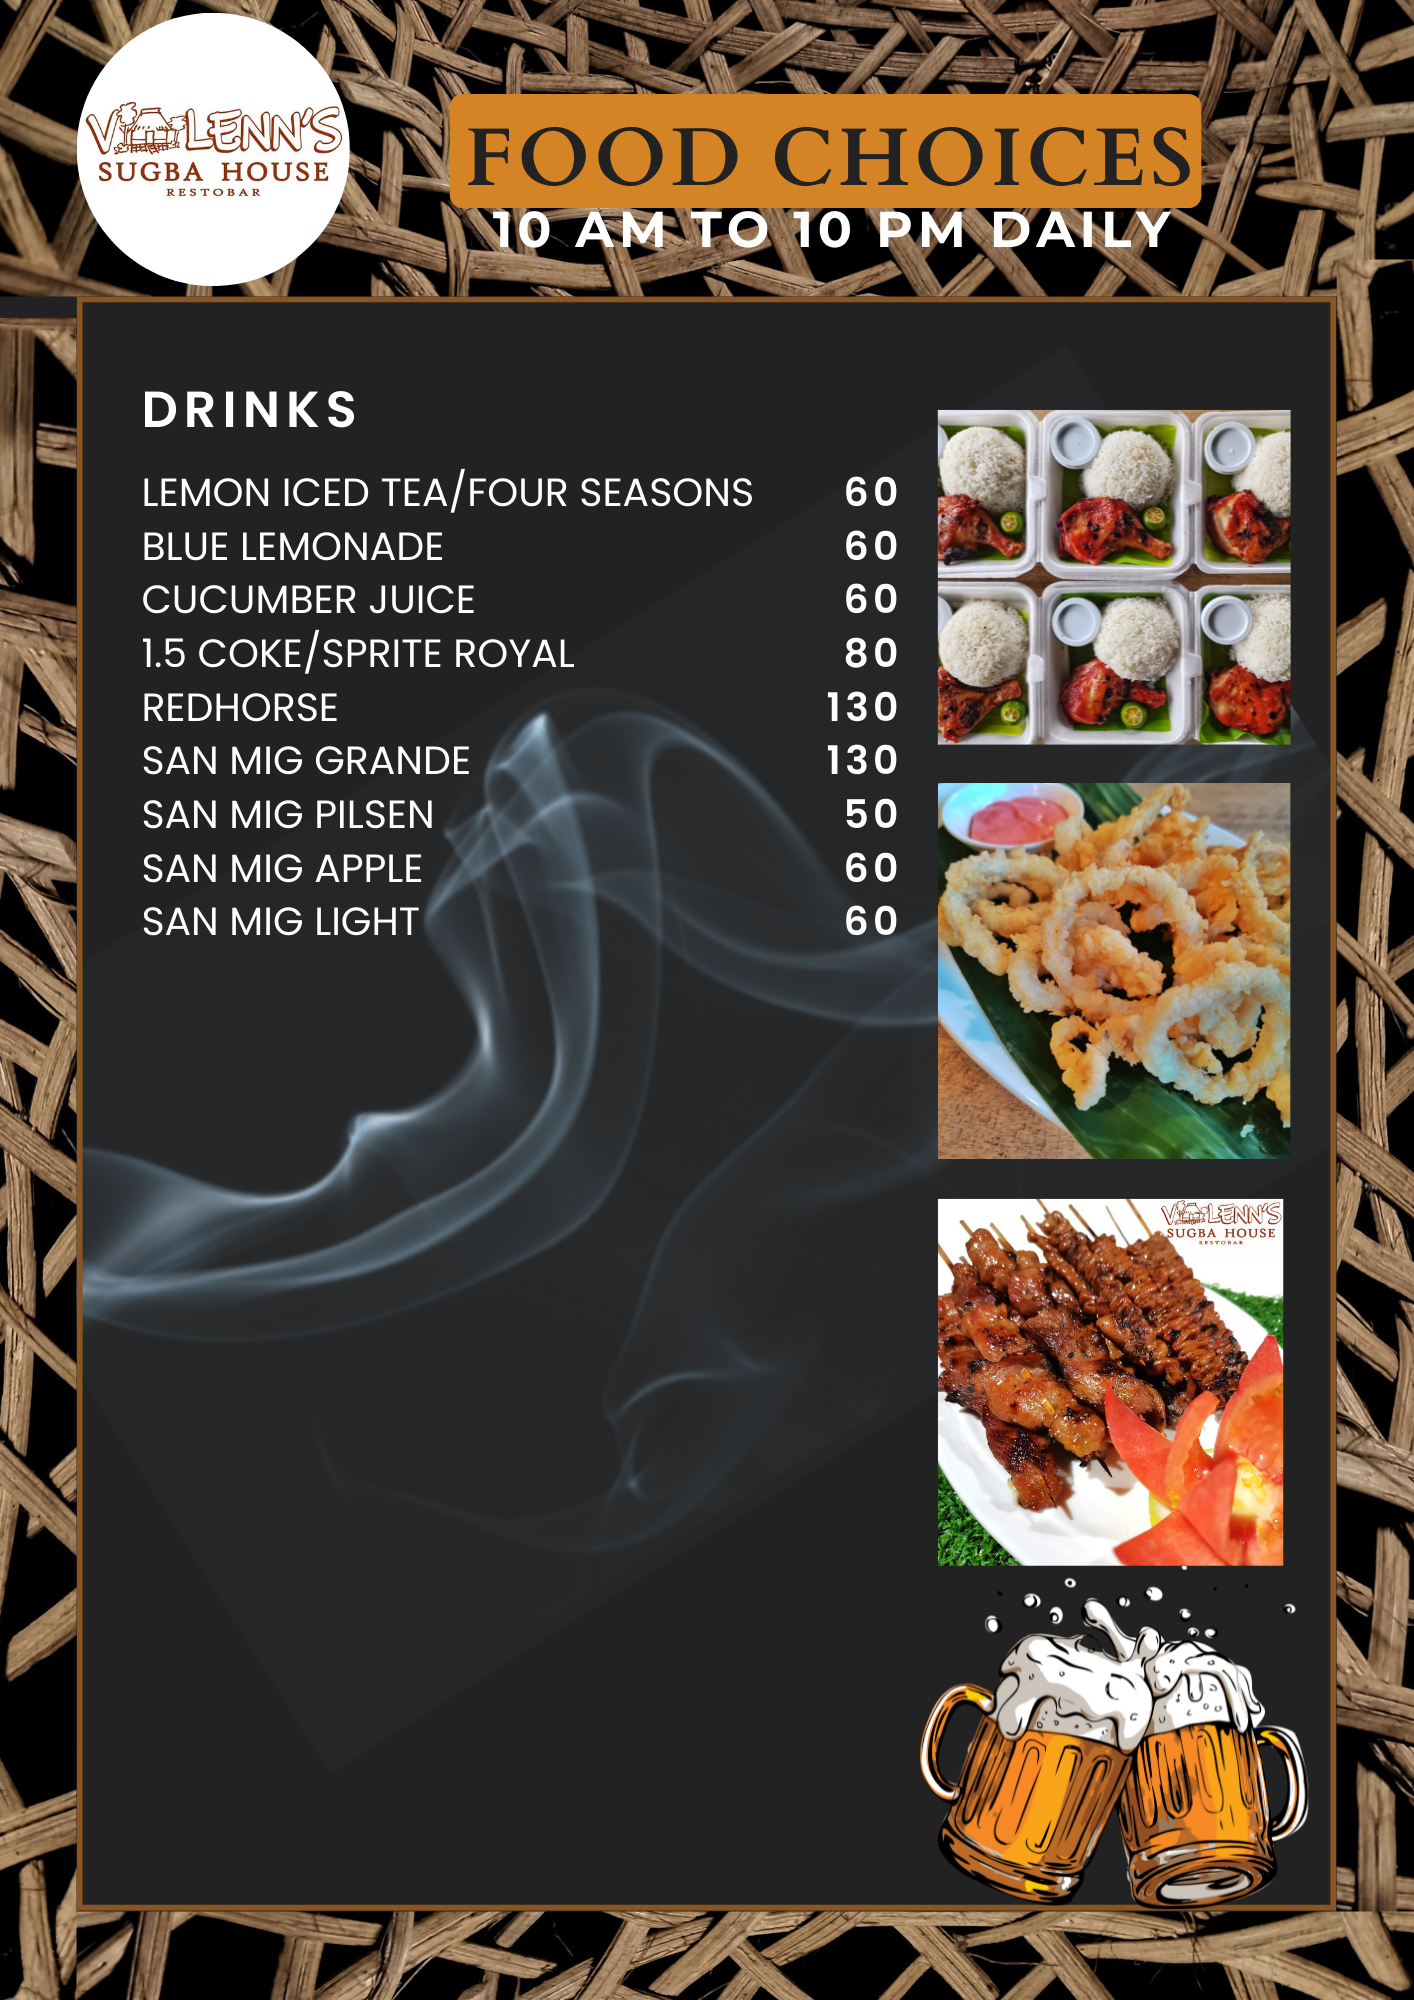 VILLENN'S
SUGBA HOUSE
RESTOBAR
FOOD CHOICES
10 AM TO 10 PM DAILY
DRINKS
LEMON ICED TEA/FOUR SEASONS 60
BLUE LEMONADE 60
CUCUMBER JUICE 60
1.5 COKE/SPRITE ROYAL 80
REDHORSE 130
SAN MIG GRANDE 130
SAN MIG PILSEN 50
SAN MIG APPLE 60
SAN MIG LIGHT 60
SUGBA HOUSE
RESTOBAR